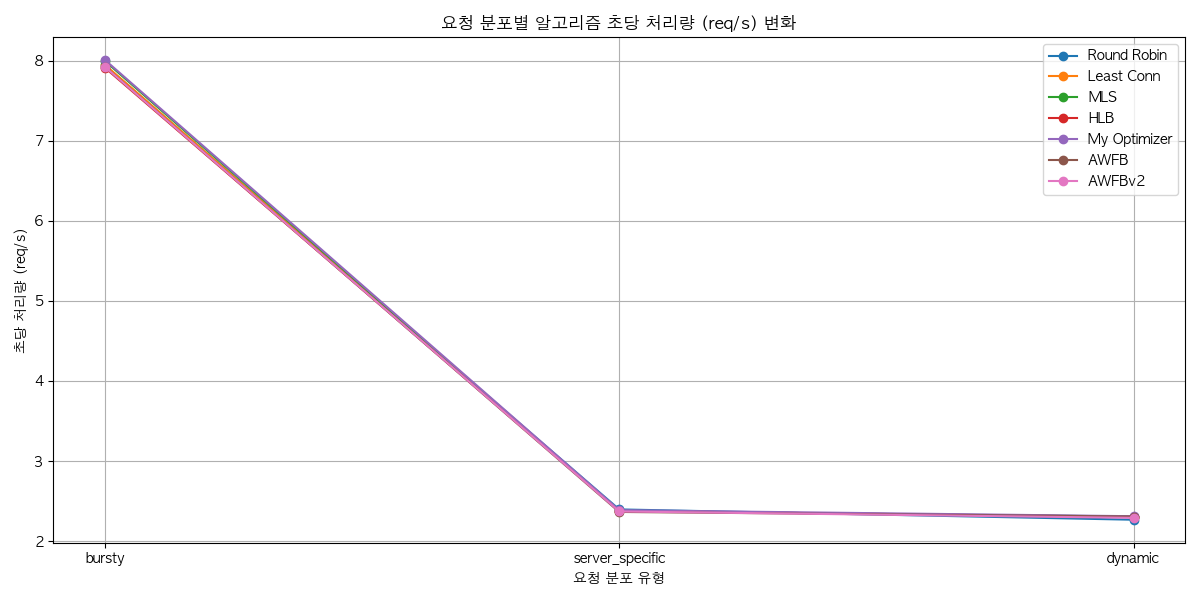 요청 분포별 알고리즘 초당 처리량 (req/s) 변화
Round Robin
Least Conn
MLS
HLB
My Optimizer
AWFB
AWFBv2
초당 처리량 (req/s)
8
7
6
5
4
3
2
bursty
server_specific
dynamic
요청 분포 유형